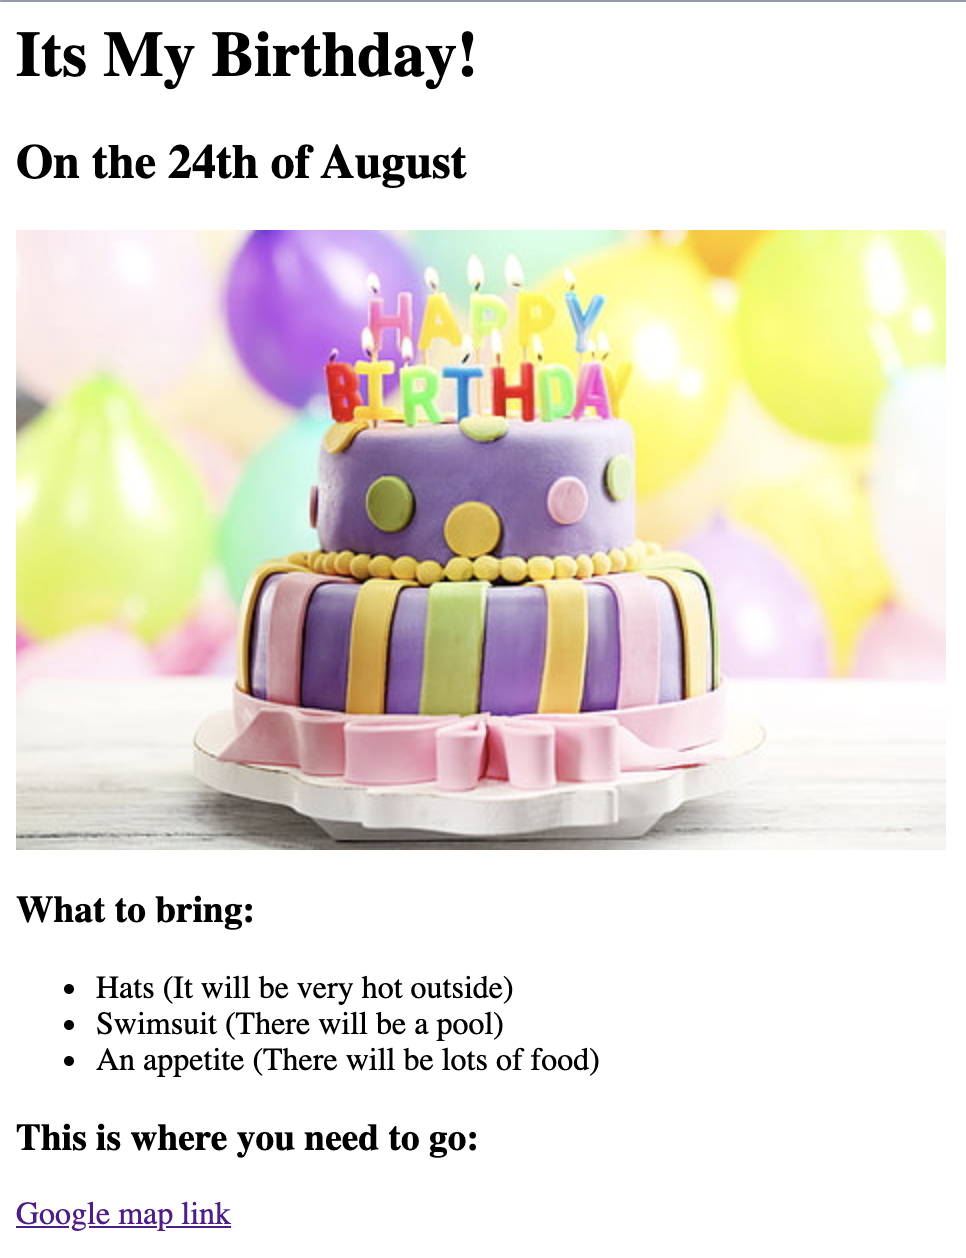 Its My Birthday!
On the 24th of August
HAPPY
BIRTHDAY
What to bring:
• Hats (It will be very hot outside)
• Swimsuit (There will be a pool)
• An appetite (There will be lots of food)
This is where you need to go:
Google map link